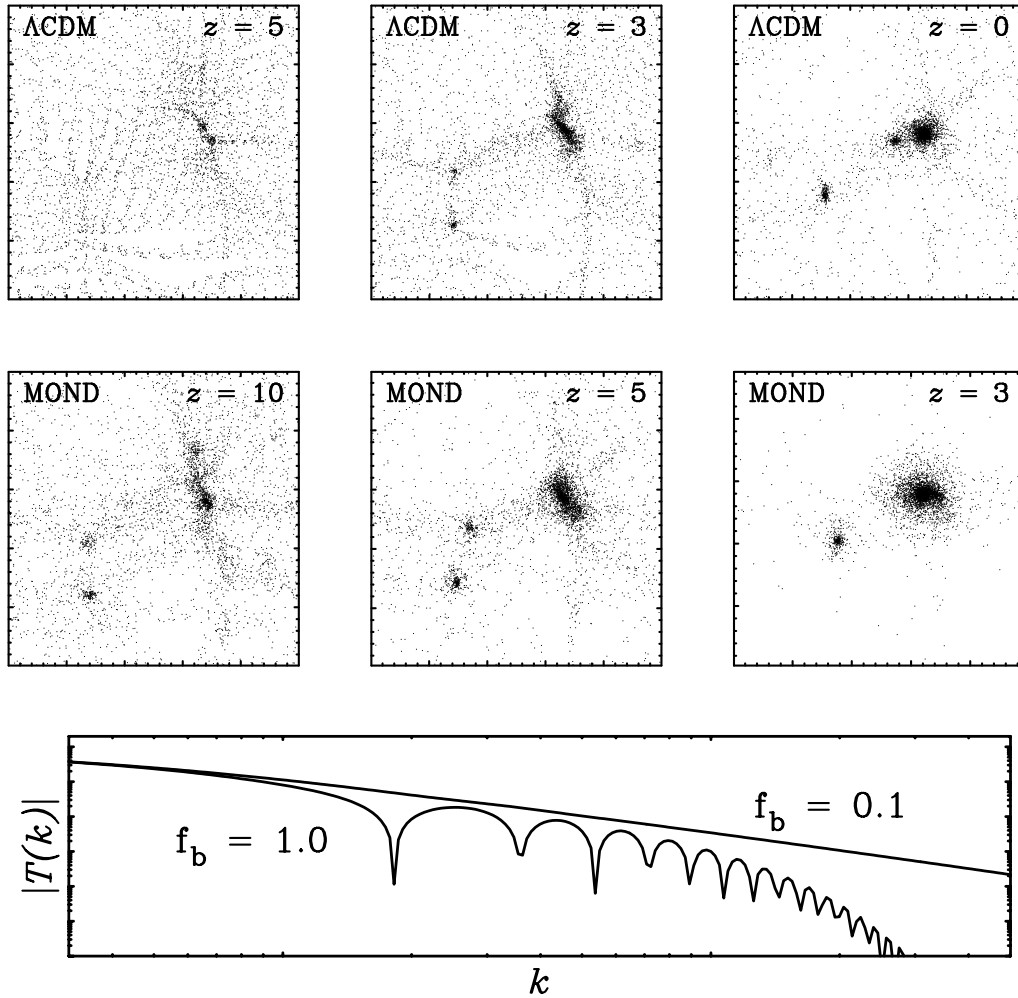 ΛCDM z = 5
ΛCDM z = 3
ΛCDM z = 0
MOND z = 10
MOND z = 5
MOND z = 3
|T(k)|
f_b = 1.0
f_b = 0.1
k